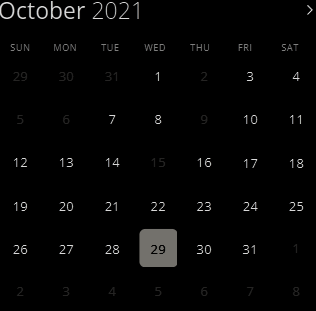 October 2021
SUN MON TUE WED THU FRI SAT
29 30 31 1 2 3 4
5 6 7 8 9 10 11
12 13 14 15 16 17 18
19 20 21 22 23 24 25
26 27 28 29 30 31 1
2 3 4 5 6 7 8